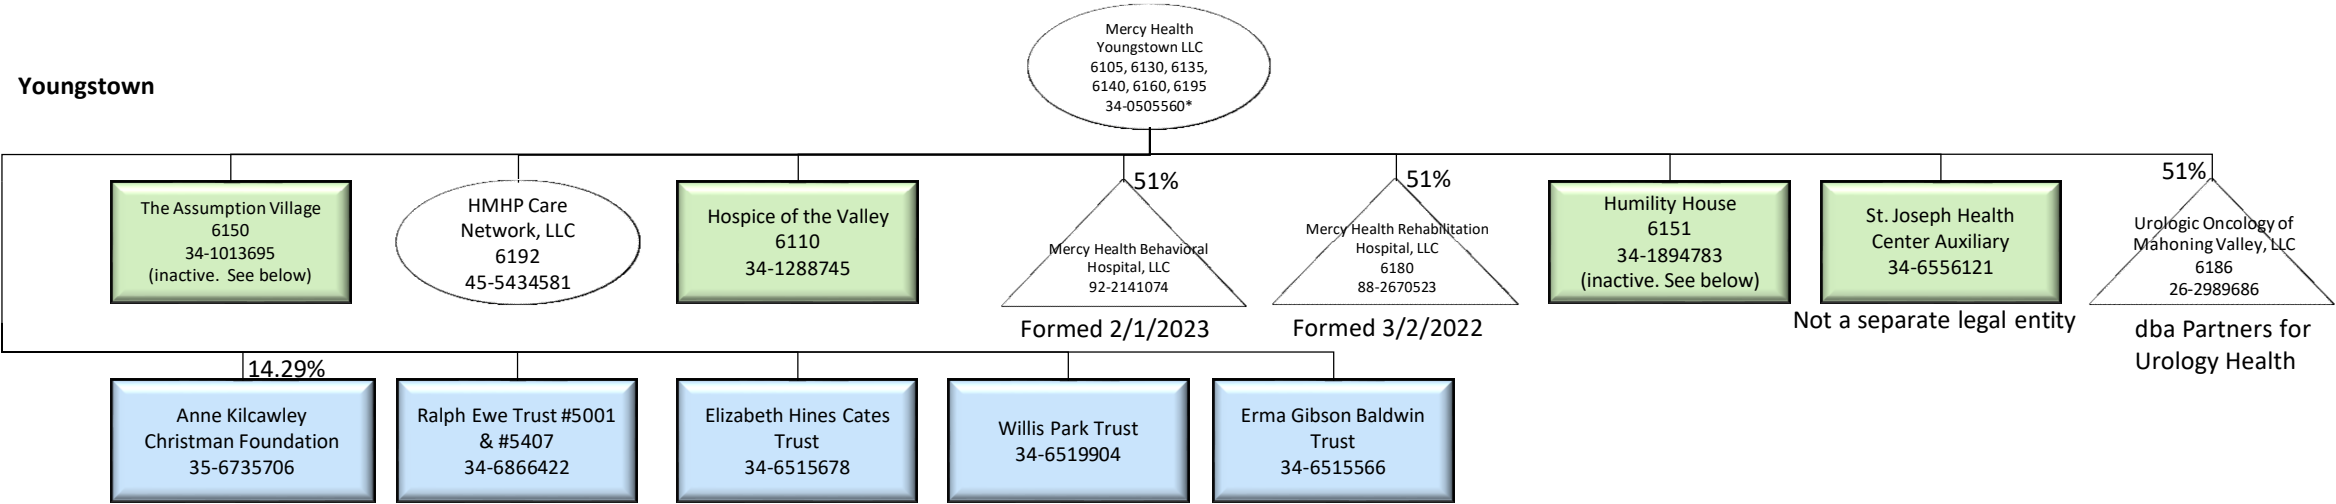 Mercy Health
Youngstown LLC
6105, 6130, 6135,
6140, 6160, 6195
34-0505560*
Youngstown
The Assumption Village
6150
34-1013695
(inactive. See below)
HMHP Care
Network, LLC
6192
45-5434581
Hospice of the Valley
6110
34-1288745
51%
Mercy Health Behavioral
Hospital, LLC
92-2141074
Formed 2/1/2023
51%
Mercy Health Rehabilitation
Hospital, LLC
6180
88-2670523
Formed 3/2/2022
Humility House
6151
34-1894783
(inactive. See below)
St. Joseph Health
Center Auxiliary
34-6556121
Not a separate legal entity
51%
Urologic Oncology of
Mahoning Valley, LLC
6186
26-2989686
dba Partners for
Urology Health
14.29%
Anne Kilcawley
Christman Foundation
35-6735706
Ralph Ewe Trust #5001
& #5407
34-6866422
Elizabeth Hines Cates
Trust
34-6515678
Willis Park Trust
34-6519904
Erma Gibson Baldwin
Trust
34-6515566